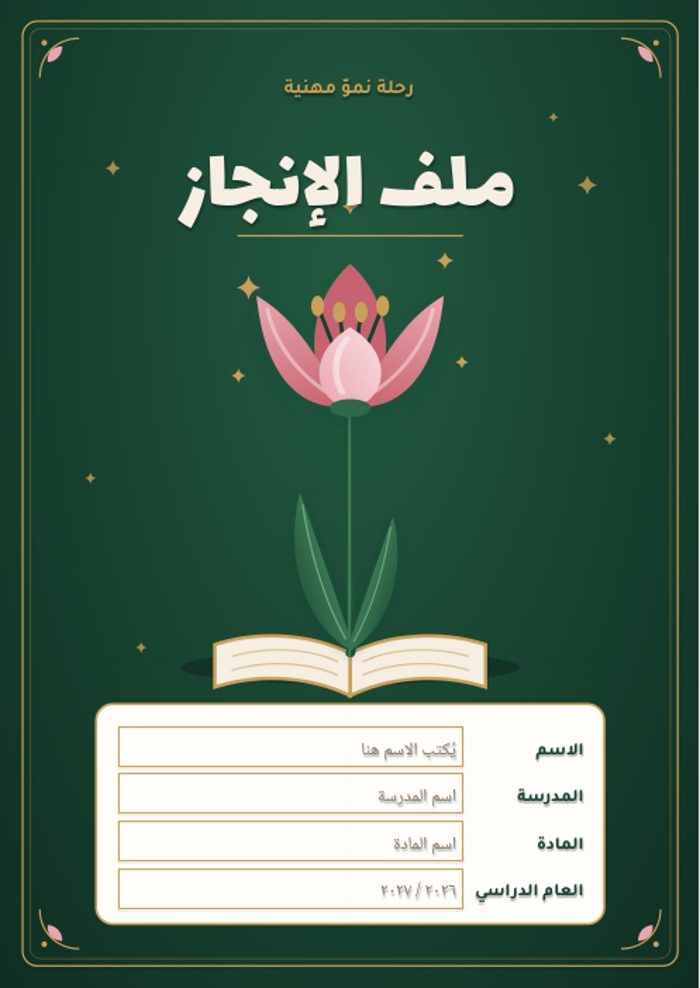 رحلة نموّ مهنية
ملف الإنجاز
الاسم يُكتب الاسم هنا
المدرسة اسم المدرسة
المادة اسم المادة
العام الدراسي ٢٠٢٦ / ٢٠٢٧